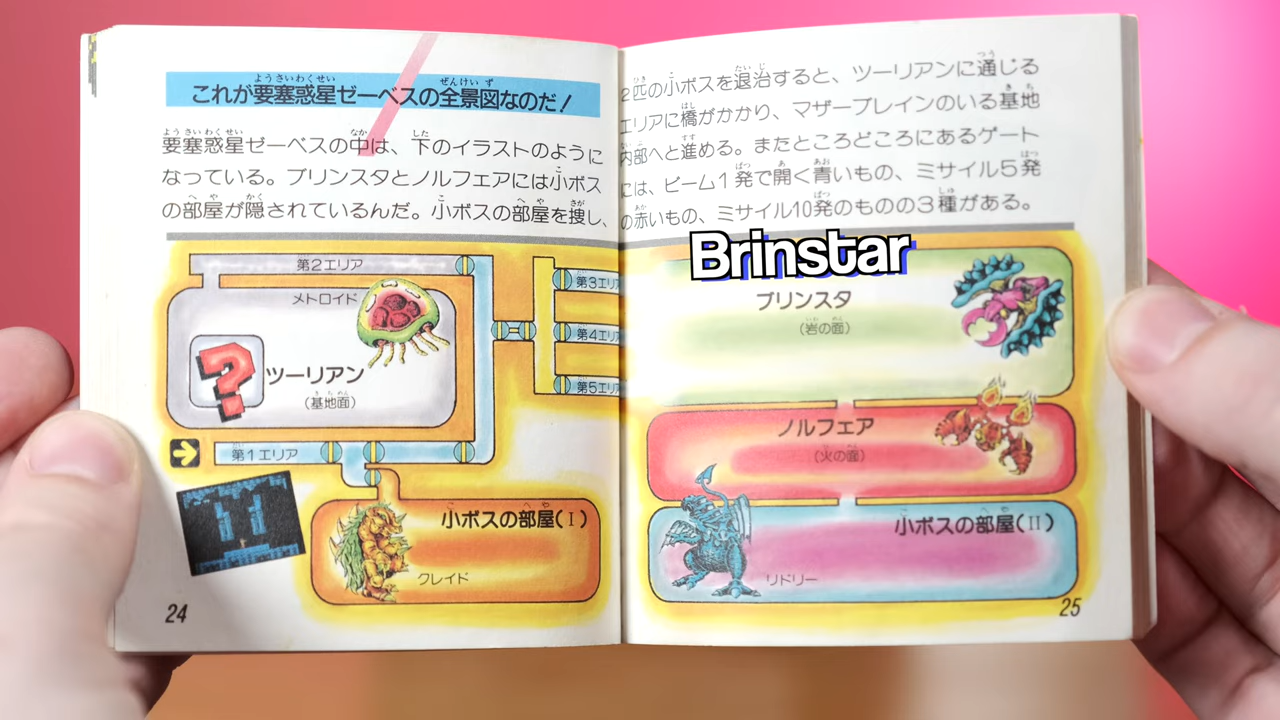 これが要塞惑星ゼーベスの全景図なのだ!
要塞惑星ゼーベスの中は、下のイラストのように
なっている。ブリンスタとノルフェアには小ボス
の部屋が隠されているんだ。小ボスの部屋を捜し、
第2エリア
メトロイド
?
ツーリアン
(基地面)
第1エリア
第3エリア
第4エリア
第5エリア
小ボスの部屋(I)
クレイド
24
2匹の小ボスを退治すると、ツーリアンに通じる
エリアに橋がかかり、マザーブレインのいる基地
内部へと進める。またところどころにあるゲート
には、ビーム1発で開く青いもの、ミサイル5発
の赤いもの、ミサイル10発のものの3種がある。
Brinstar
ブリンスタ
(岩の面)
ノルフェア
(火の面)
小ボスの部屋(II)
リドリー
25